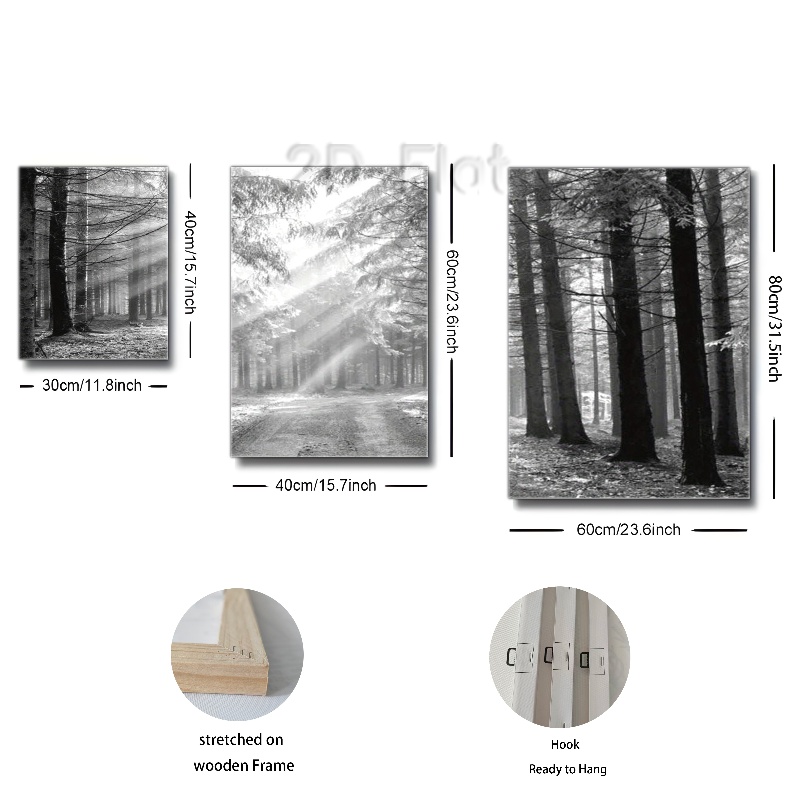 2D Flat
40cm/15.7inch
30cm/11.8inch
60cm/23.6inch
40cm/15.7inch
80cm/31.5inch
60cm/23.6inch
stretched on
wooden Frame
Hook
Ready to Hang